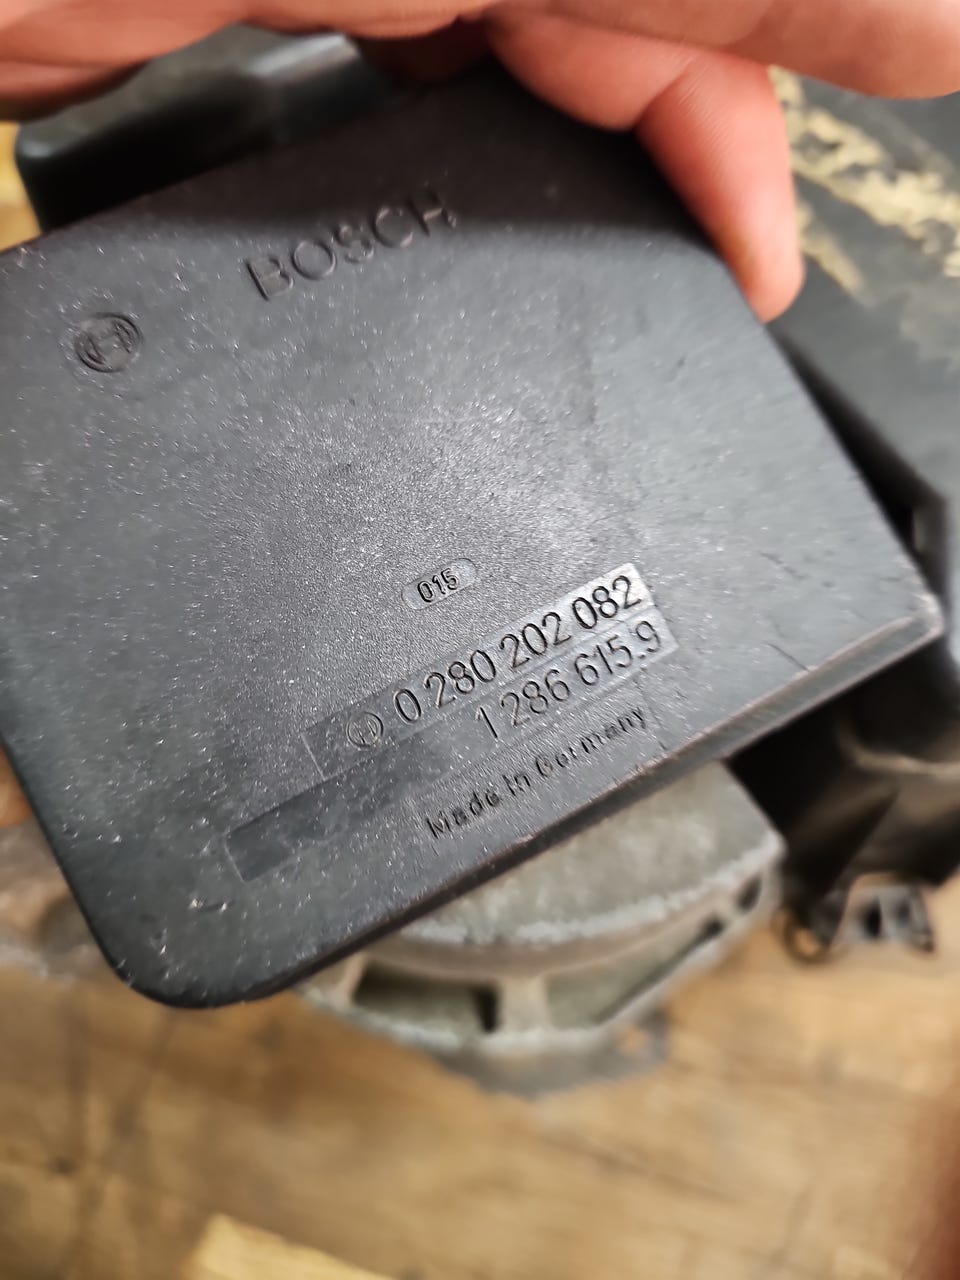 BOSCH
015
0 280 202 082
1 286 615.9
Made in Germany